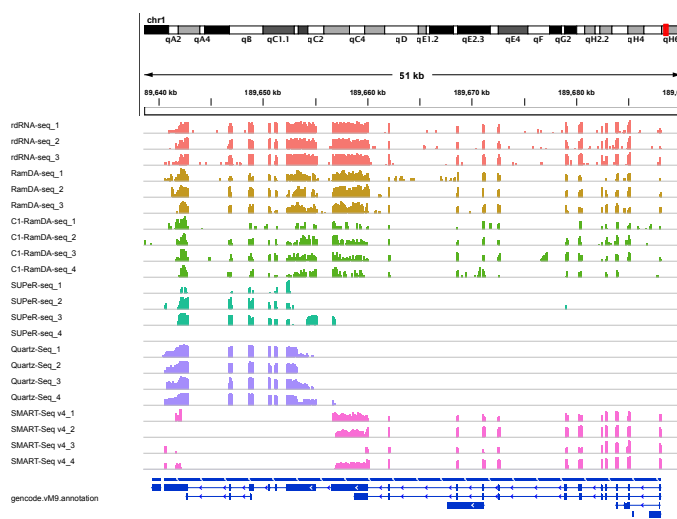 chr1
qA2 qA4 qB qC1.1 qC2 qC4 qD qE1.2 qE2.3 qE4 qF qG2 qH2.2 qH4 qH6
51 kb
189,640 kb 189,650 kb 189,660 kb 189,670 kb 189,680 kb
rdRNA-seq_1
rdRNA-seq_2
rdRNA-seq_3
RamDA-seq_1
RamDA-seq_2
RamDA-seq_3
C1-RamDA-seq_1
C1-RamDA-seq_2
C1-RamDA-seq_3
C1-RamDA-seq_4
SUPeR-seq_1
SUPeR-seq_2
SUPeR-seq_3
SUPeR-seq_4
Quartz-Seq_1
Quartz-Seq_2
Quartz-Seq_3
Quartz-Seq_4
SMART-Seq v4_1
SMART-Seq v4_2
SMART-Seq v4_3
SMART-Seq v4_4
gencode.vM9.annotation